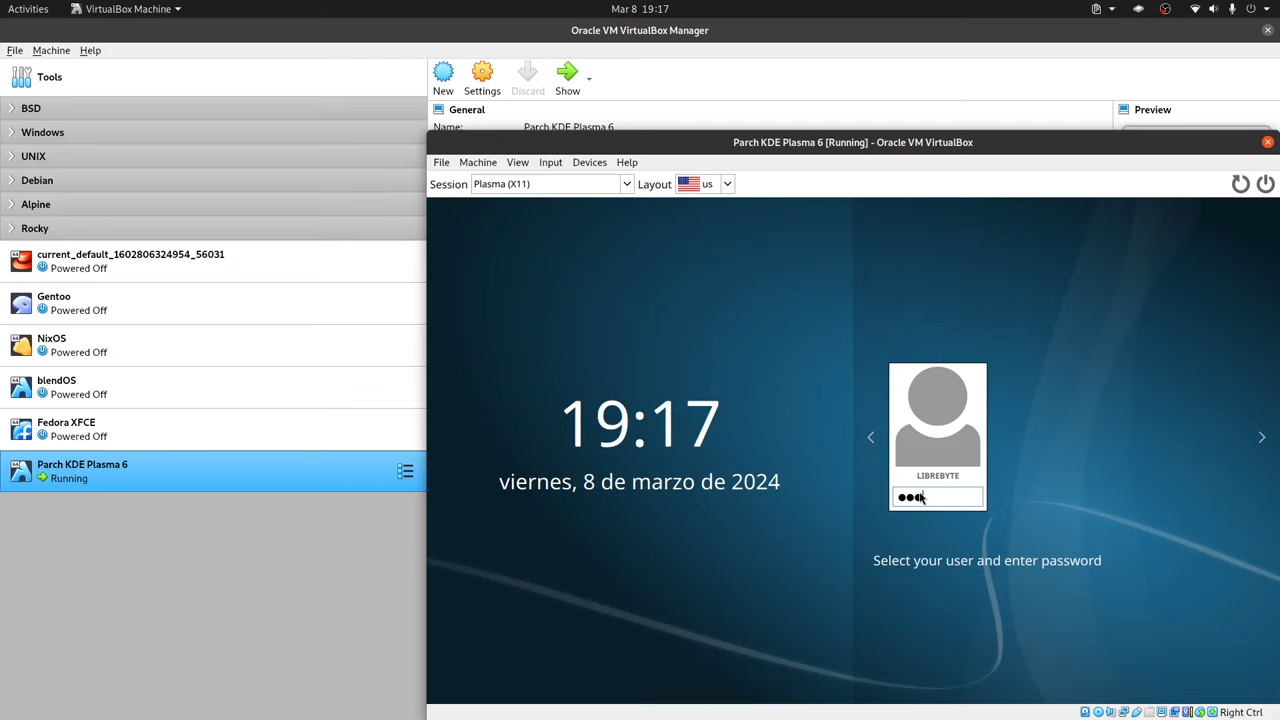 Activities VirtualBox Machine Mar 8 19:17
Oracle VM VirtualBox Manager
File Machine Help
Tools
New Settings Discard Show
BSD
General
Preview
Name: Parch KDE Plasma 6
Windows
UNIX
Debian
Alpine
Rocky
current_default_1602806324954_56031
Powered Off
Gentoo
Powered Off
NixOS
Powered Off
blendOS
Powered Off
Fedora XFCE
Powered Off
Parch KDE Plasma 6
Running
Parch KDE Plasma 6 [Running] - Oracle VM VirtualBox
File Machine View Input Devices Help
Session Plasma (X11) Layout us
19:17
viernes, 8 de marzo de 2024
LIBREBYTE
Select your user and enter password
Right Ctrl